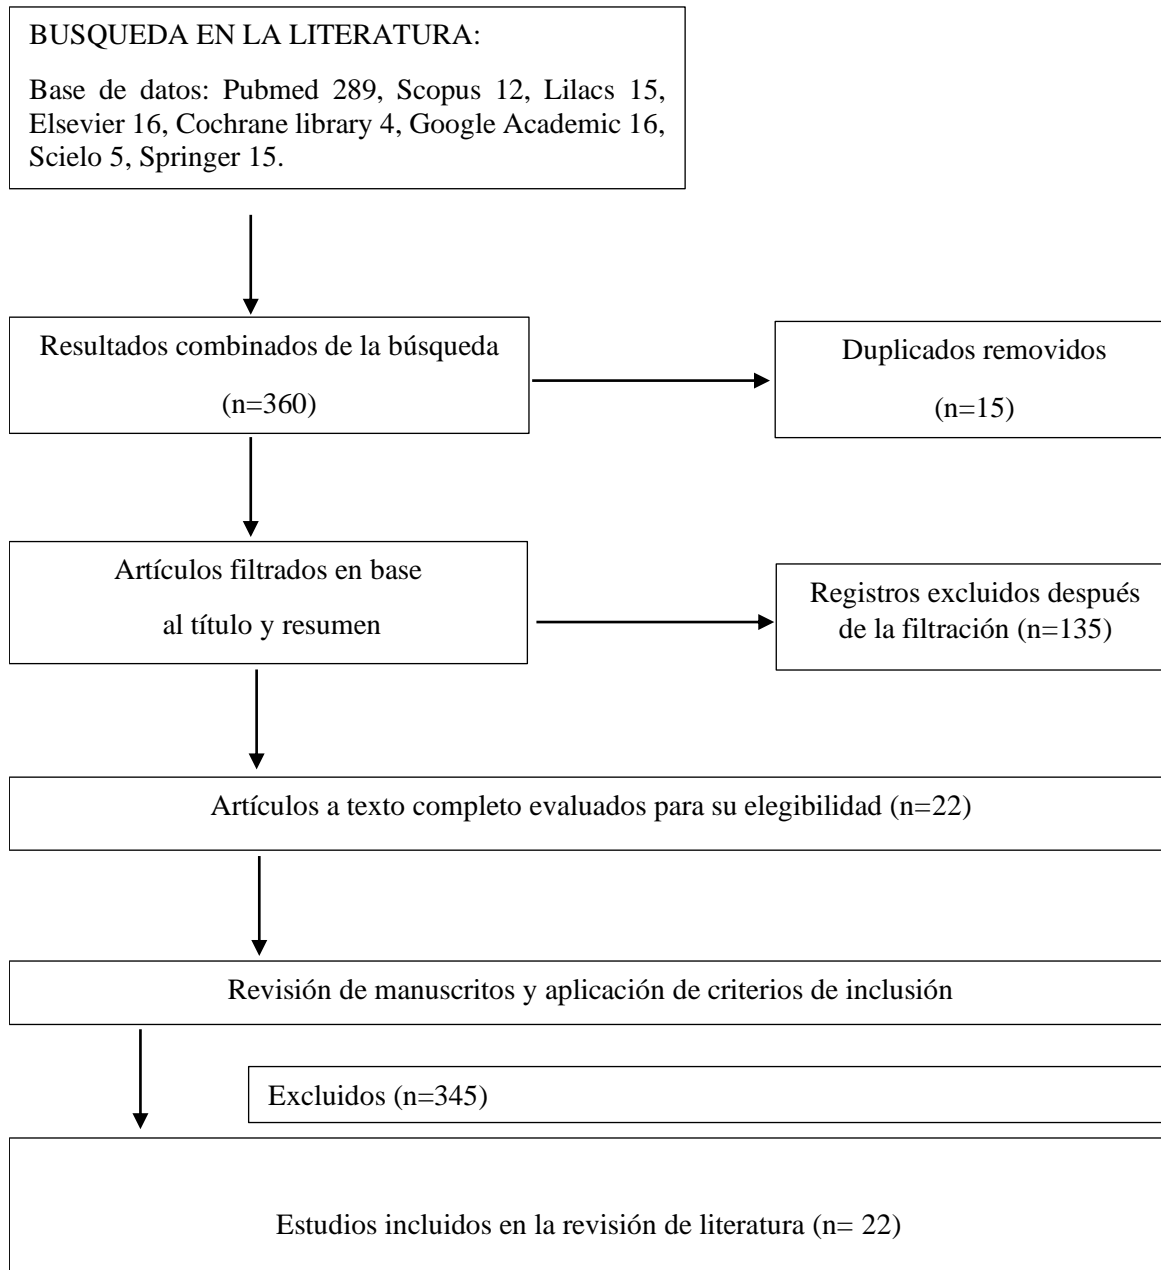 BUSQUEDA EN LA LITERATURA:
Base de datos: Pubmed 289, Scopus 12, Lilacs 15,
Elsevier 16, Cochrane library 4, Google Academic 16,
Scielo 5, Springer 15.
Resultados combinados de la búsqueda
(n=360)
Duplicados removidos
(n=15)
Artículos filtrados en base
al título y resumen
Registros excluidos después
de la filtración (n=135)
Artículos a texto completo evaluados para su elegibilidad (n=22)
Revisión de manuscritos y aplicación de criterios de inclusión
Excluidos (n=345)
Estudios incluidos en la revisión de literatura (n= 22)